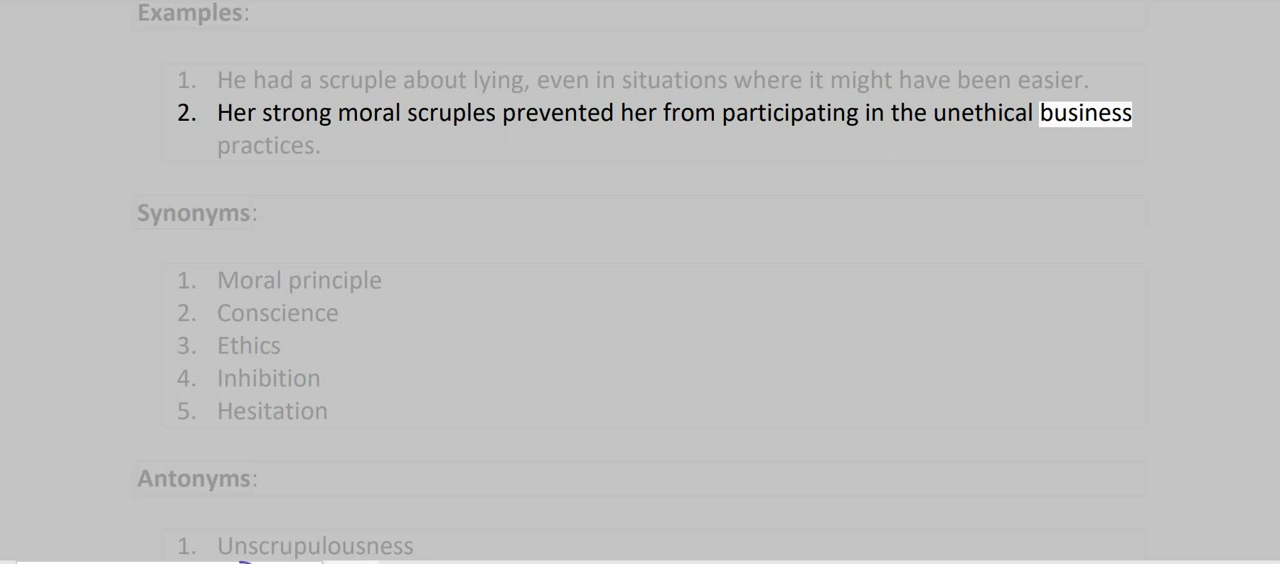 Examples:
1. He had a scruple about lying, even in situations where it might have been easier.
2. Her strong moral scruples prevented her from participating in the unethical business
practices.
Synonyms:
1. Moral principle
2. Conscience
3. Ethics
4. Inhibition
5. Hesitation
Antonyms:
1. Unscrupulousness